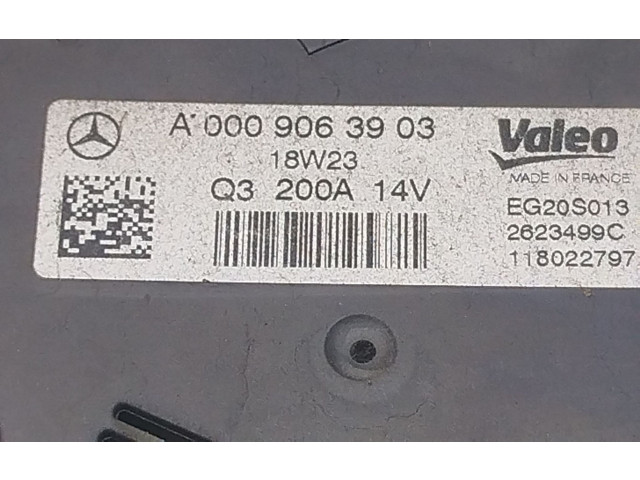 A 000 906 39 03
18W23
Q3 200A 14V
Valeo
MADE IN FRANCE
EG20S013
2623499C
118022797